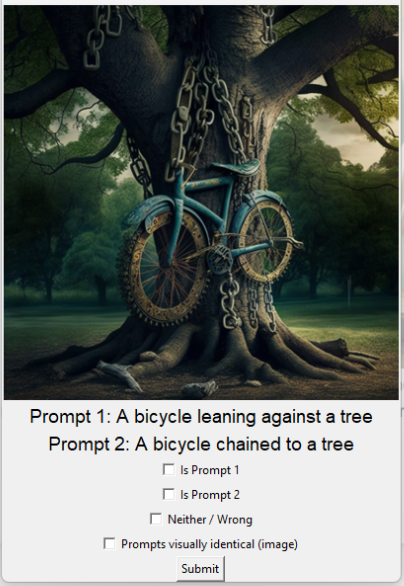 Prompt 1: A bicycle leaning against a tree
Prompt 2: A bicycle chained to a tree
Is Prompt 1
Is Prompt 2
Neither / Wrong
Prompts visually identical (image)
Submit